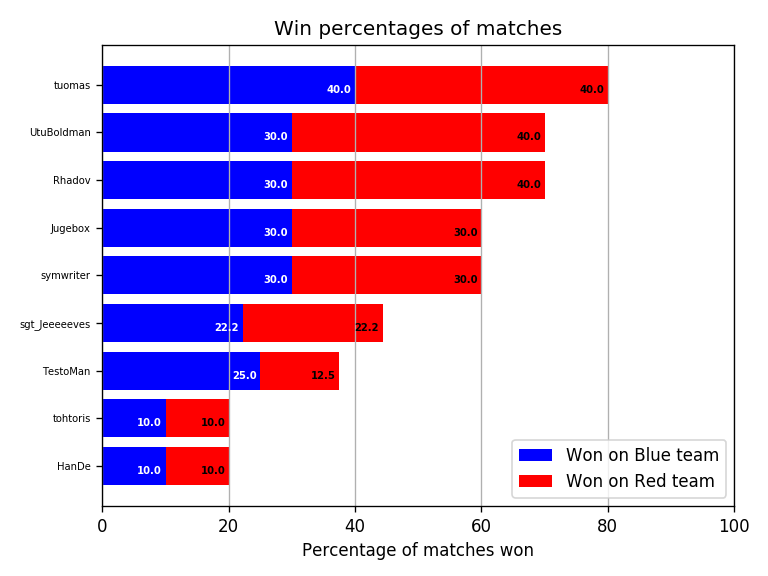 Win percentages of matches
tuomas 40.0 40.0
UtuBoldman 30.0 40.0
Rhadov 30.0 40.0
Jugebox 30.0 30.0
symwriter 30.0 30.0
sgt_Jeeeeeves 22.2 22.2
TestoMan 25.0 12.5
tohtoris 10.0 10.0
HanDe 10.0 10.0
Won on Blue team
Won on Red team
0 20 40 60 80 100
Percentage of matches won